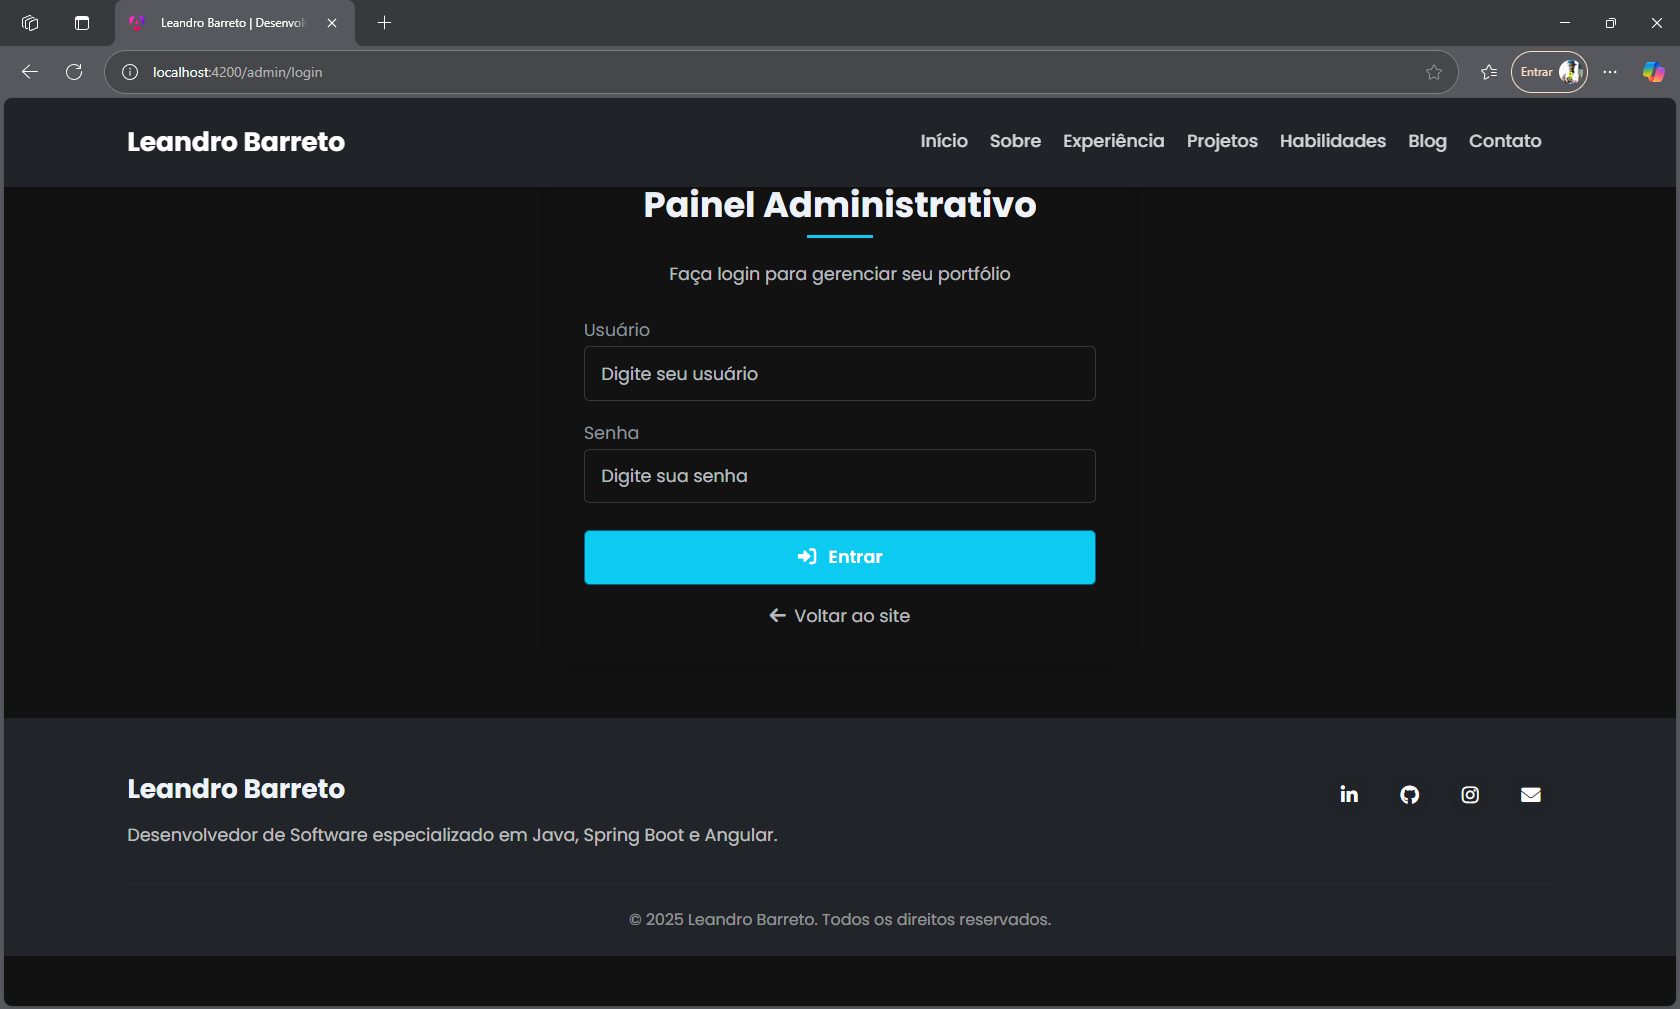 Leandro Barreto | Desenvol
localhost:4200/admin/login
Entrar
Leandro Barreto
Início Sobre Experiência Projetos Habilidades Blog Contato
Painel Administrativo
Faça login para gerenciar seu portfólio
Usuário
Digite seu usuário
Senha
Digite sua senha
Entrar
Voltar ao site
Leandro Barreto
Desenvolvedor de Software especializado em Java, Spring Boot e Angular.
© 2025 Leandro Barreto. Todos os direitos reservados.